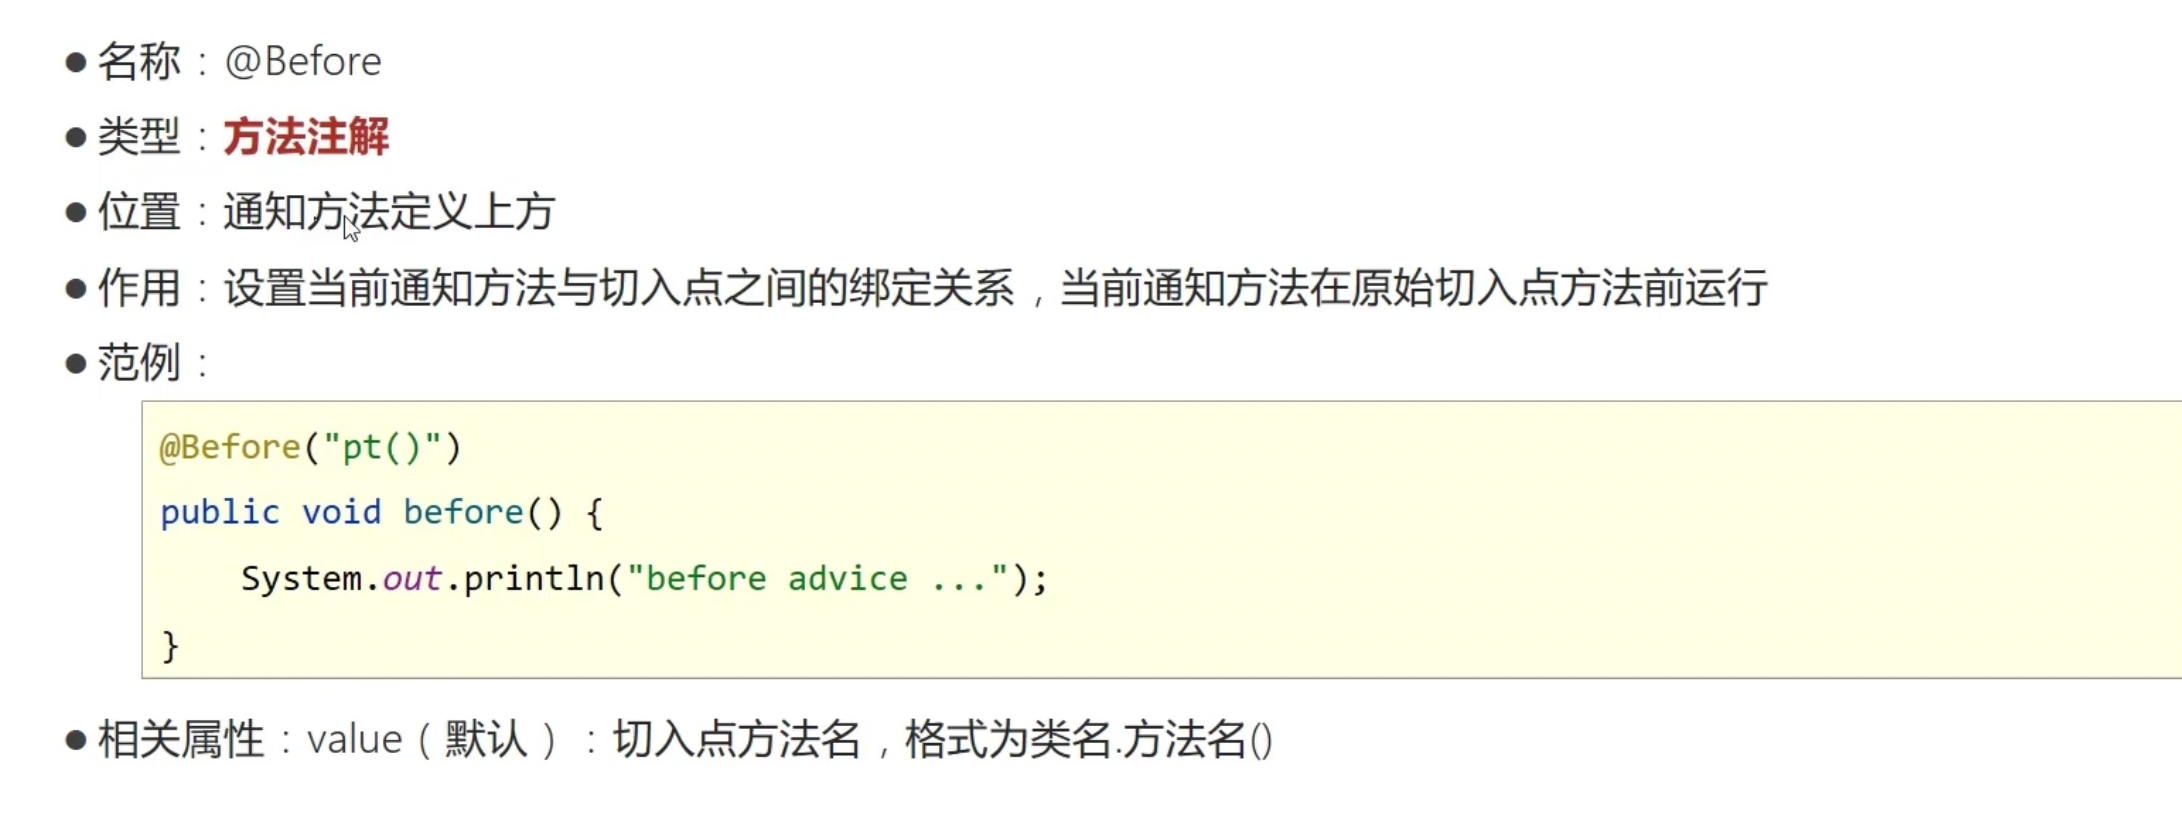 ● 名称：@Before
● 类型：方法注解
● 位置：通知方法定义上方
● 作用：设置当前通知方法与切入点之间的绑定关系，当前通知方法在原始切入点方法前运行
● 范例：
@Before("pt()")
public void before() {
    System.out.println("before advice ...");
}
● 相关属性：value（默认）：切入点方法名，格式为类名.方法名()